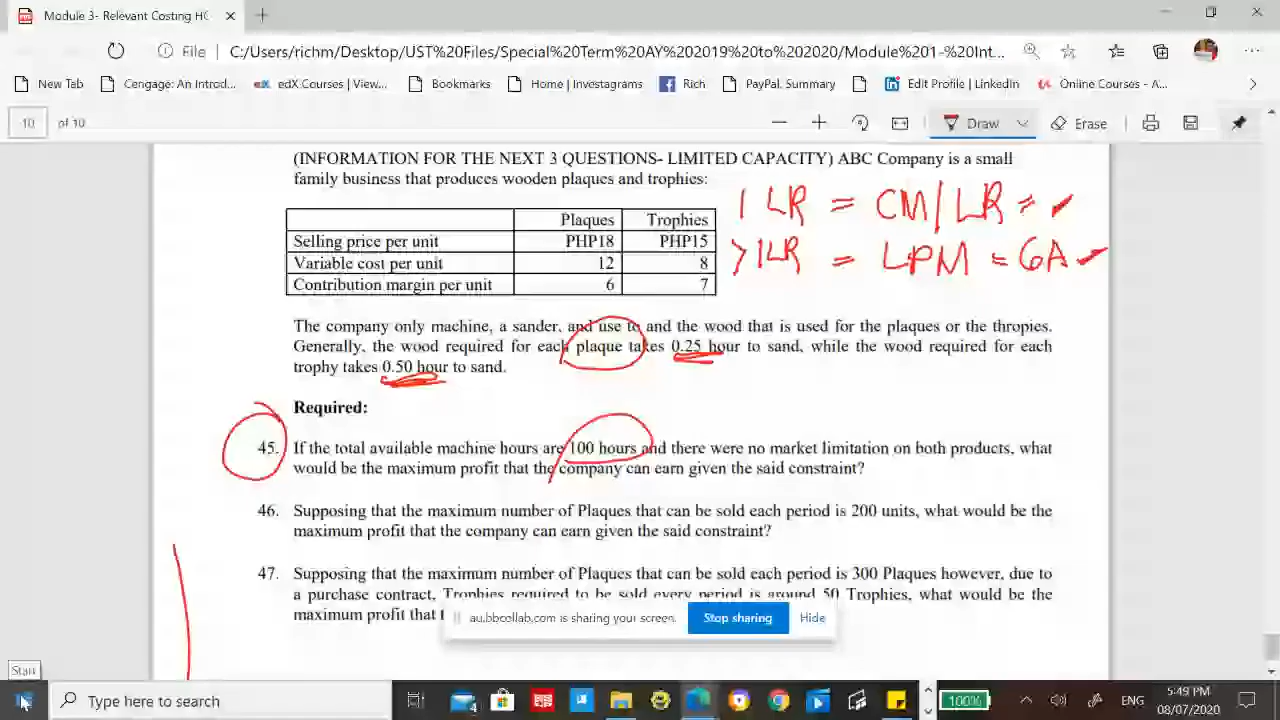 Module 3- Relevant Costing HC
File
C:/Users/richm/Desktop/UST%20Files/Special%20Term%20AY%202019%20to%202020/Module%201-%20Int...
New Tab
Cengage: An Introd...
edX Courses | View...
Bookmarks
Home | Investagrams
Rich
PayPal. Summary
Edit Profile | LinkedIn
Online Courses - A...
10 of 10
Draw
Erase
(INFORMATION FOR THE NEXT 3 QUESTIONS- LIMITED CAPACITY) ABC Company is a small
family business that produces wooden plaques and trophies:
1 LR = CM/LR =
>1LR = LPM = GA
Plaques Trophies
Selling price per unit PHP18 PHP15
Variable cost per unit 12 8
Contribution margin per unit 6 7
The company only machine, a sander, and use to and the wood that is used for the plaques or the thropies.
Generally, the wood required for each plaque takes 0.25 hour to sand, while the wood required for each
trophy takes 0.50 hour to sand.
Required:
45. If the total available machine hours are 100 hours and there were no market limitation on both products, what
would be the maximum profit that the company can earn given the said constraint?
46. Supposing that the maximum number of Plaques that can be sold each period is 200 units, what would be the
maximum profit that the company can earn given the said constraint?
47. Supposing that the maximum number of Plaques that can be sold each period is 300 Plaques however, due to
a purchase contract, Trophies required to be sold every period is around 50 Trophies, what would be the
maximum profit that
au.bbcollab.com is sharing your screen.
Stop sharing
Hide
Start
Type here to search
4
100%
ENG
5:49 PM
08/07/2020